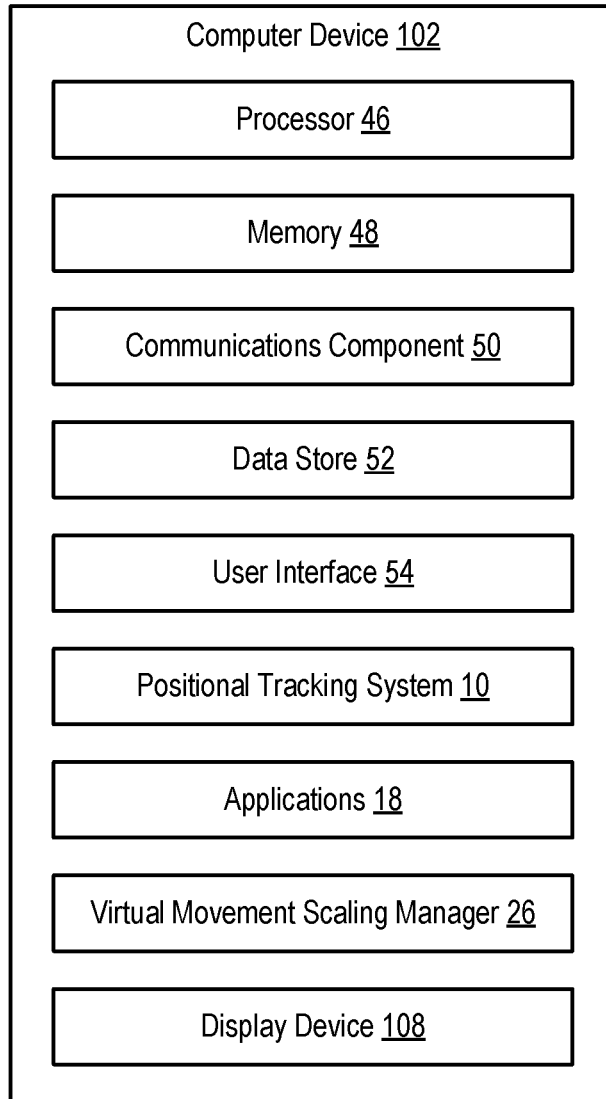 Computer Device 102
Processor 46
Memory 48
Communications Component 50
Data Store 52
User Interface 54
Positional Tracking System 10
Applications 18
Virtual Movement Scaling Manager 26
Display Device 108